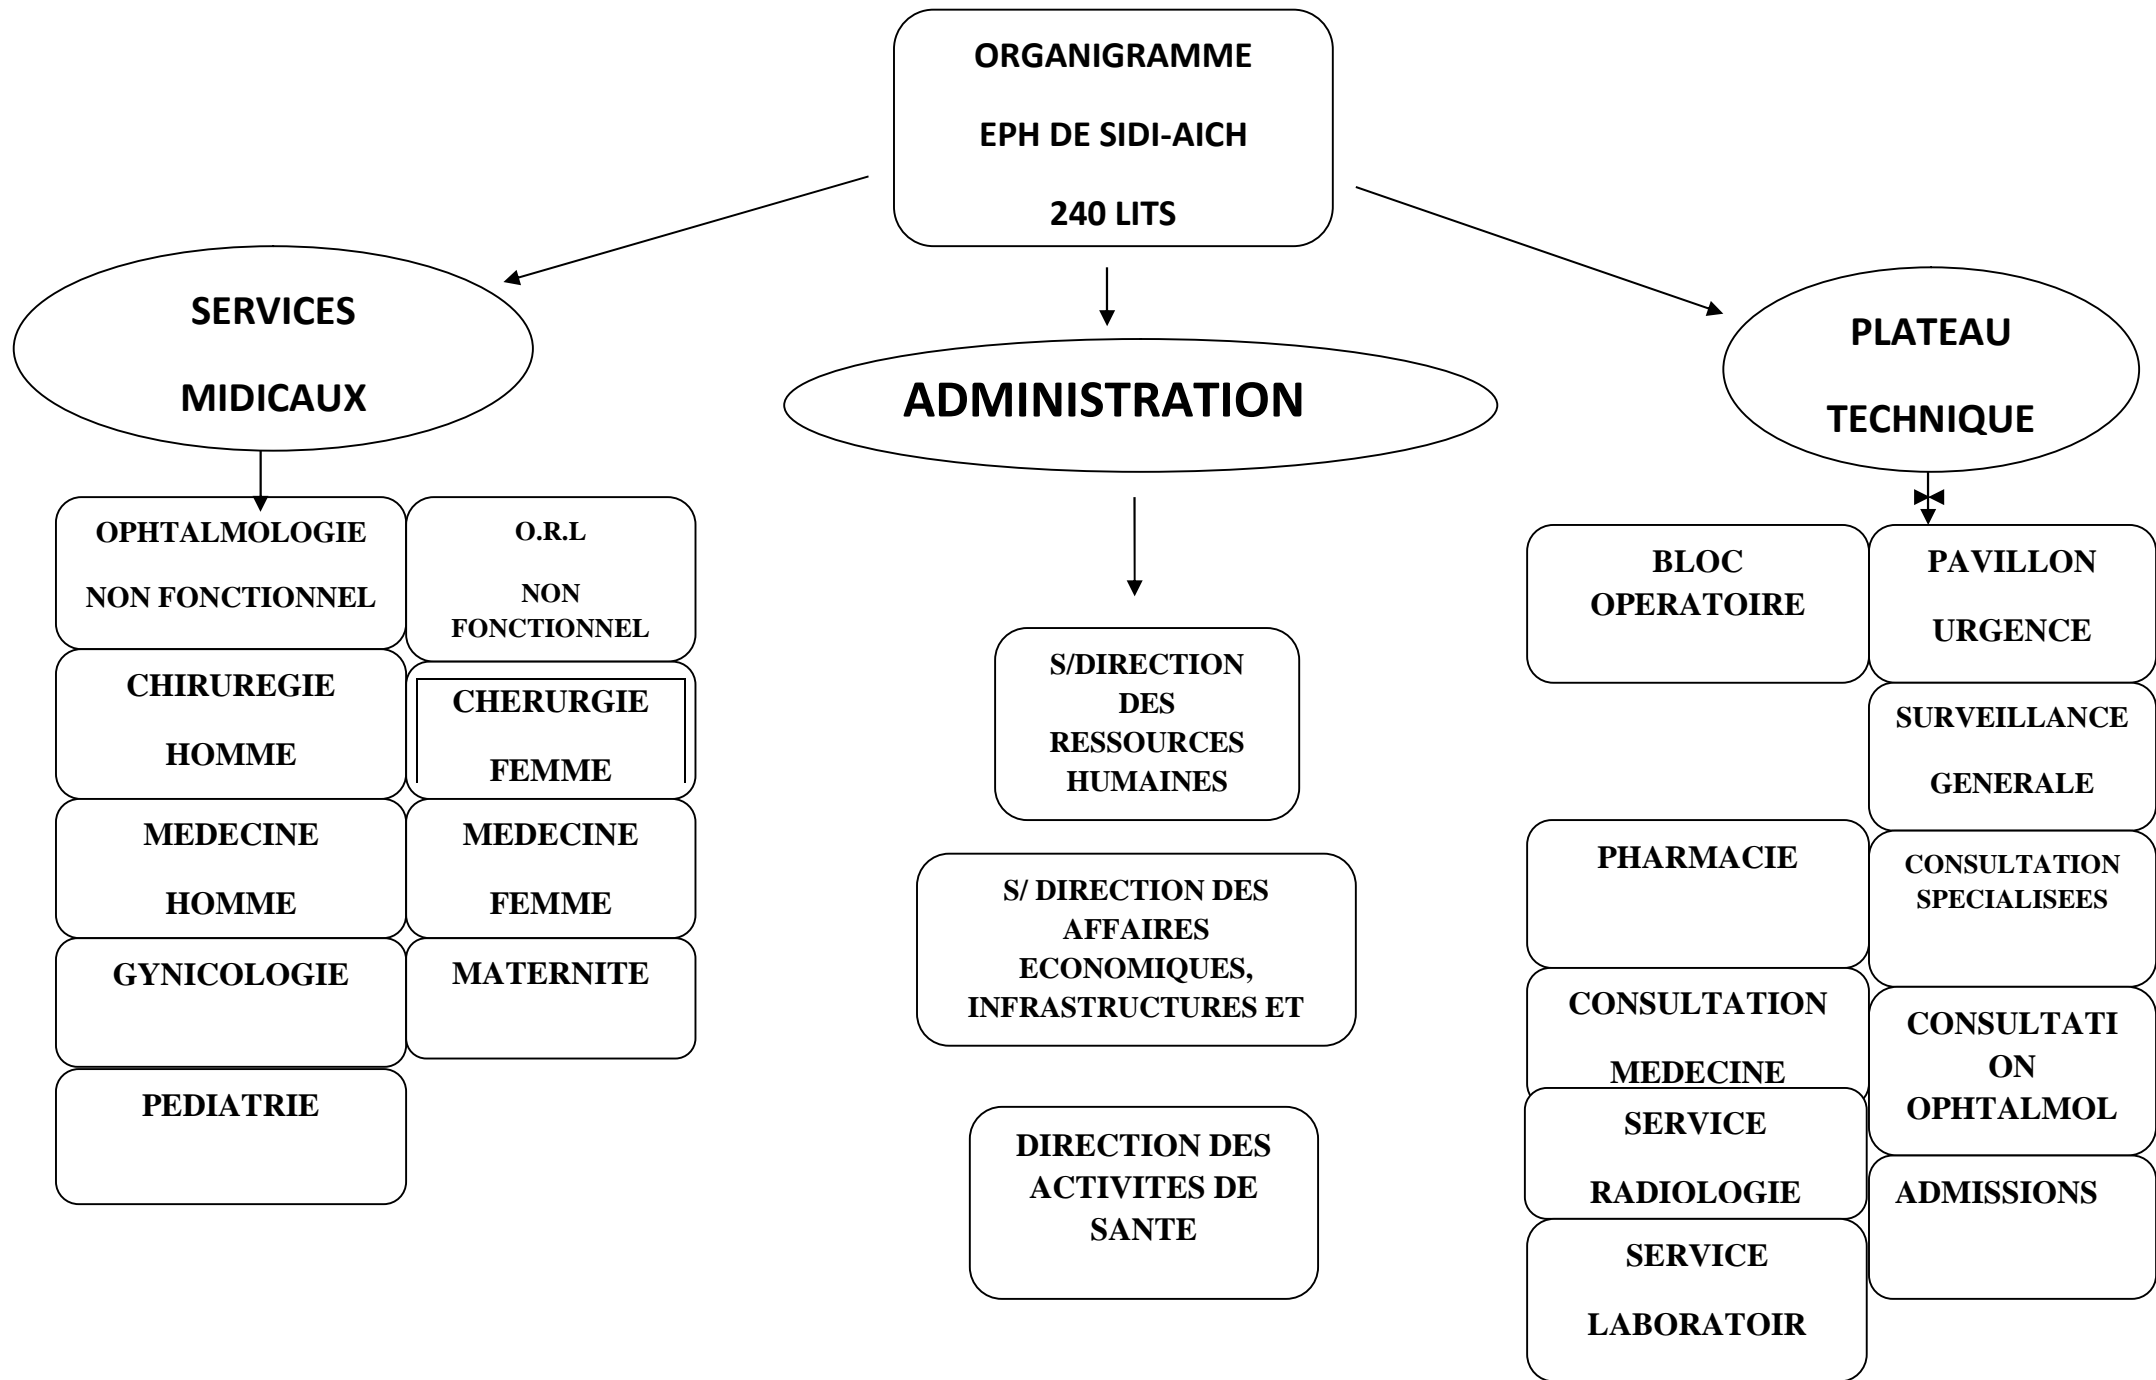 ORGANIGRAMME
EPH DE SIDI-AICH
240 LITS
SERVICES
MIDICAUX
ADMINISTRATION
PLATEAU
TECHNIQUE
OPHTALMOLOGIE
NON FONCTIONNEL
O.R.L
NON
FONCTIONNEL
CHIRUREGIE
HOMME
CHERURGIE
FEMME
MEDECINE
HOMME
MEDECINE
FEMME
GYNICOLOGIE
MATERNITE
PEDIATRIE
S/DIRECTION
DES
RESSOURCES
HUMAINES
S/ DIRECTION DES
AFFAIRES
ECONOMIQUES,
INFRASTRUCTURES ET
DIRECTION DES
ACTIVITES DE
SANTE
BLOC
OPERATOIRE
PAVILLON
URGENCE
SURVEILLANCE
GENERALE
PHARMACIE
CONSULTATION
SPECIALISEES
CONSULTATION
MEDECINE
CONSULTATI
ON
OPHTALMOL
SERVICE
RADIOLOGIE
ADMISSIONS
SERVICE
LABORATOIR